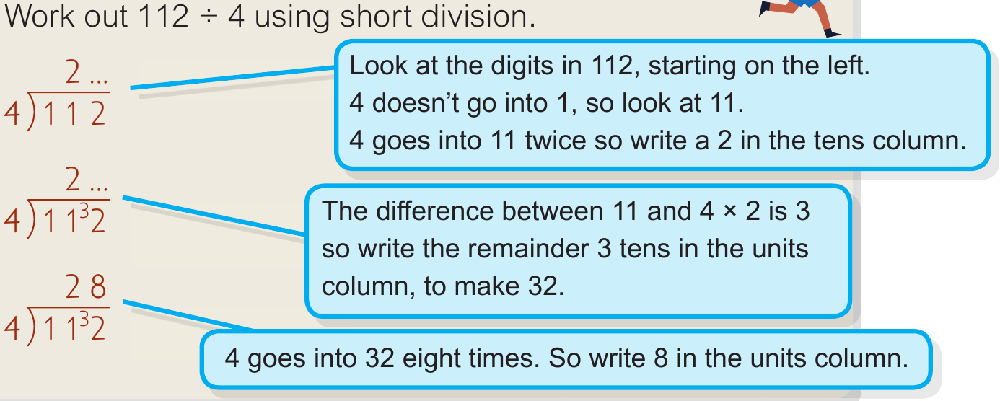 Work out 112 ÷ 4 using short division.
2 ...
4)1 1 2
Look at the digits in 112, starting on the left.
4 doesn’t go into 1, so look at 11.
4 goes into 11 twice so write a 2 in the tens column.
2 ...
4)1 1³2
The difference between 11 and 4 × 2 is 3
so write the remainder 3 tens in the units
column, to make 32.
2 8
4)1 1³2
4 goes into 32 eight times. So write 8 in the units column.